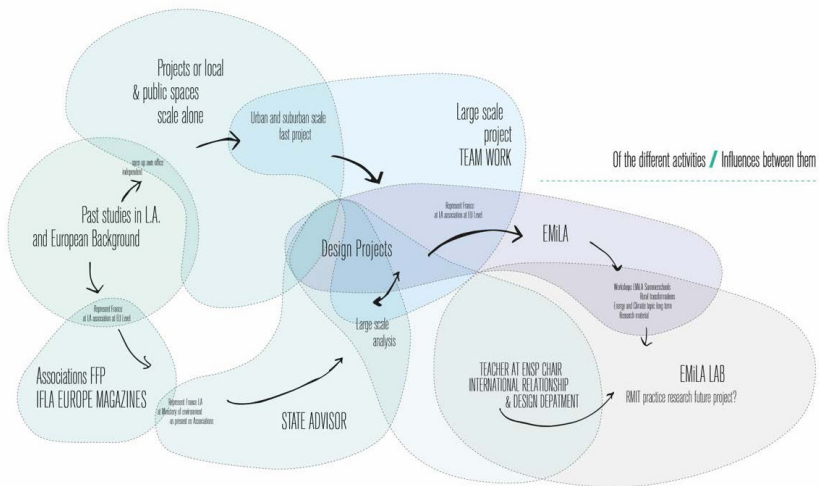 Projects or local
& public spaces
scale alone
Urban and suburban scale
fast project
Large scale
project
TEAM WORK
Of the different activities / Influences between them
open up own office
independent
Past studies in L.A.
and European Background
Represent France
at LA association at EU Level
EMiLA
Design Projects
Workshops EMiLA Summerschools
Rural transformations
Energy and Climate topic long term
Research material
Represent France
at LA association at EU Level
Large scale
analysis
Associations FFP
IFLA EUROPE MAGAZINES
TEACHER AT ENSP CHAIR
INTERNATIONAL RELATIONSHIP
& DESIGN DEPATMENT
EMiLA LAB
RMIT practice research future project?
Represent France LA
at Ministery of environment
as present ex Associations
STATE ADVISOR